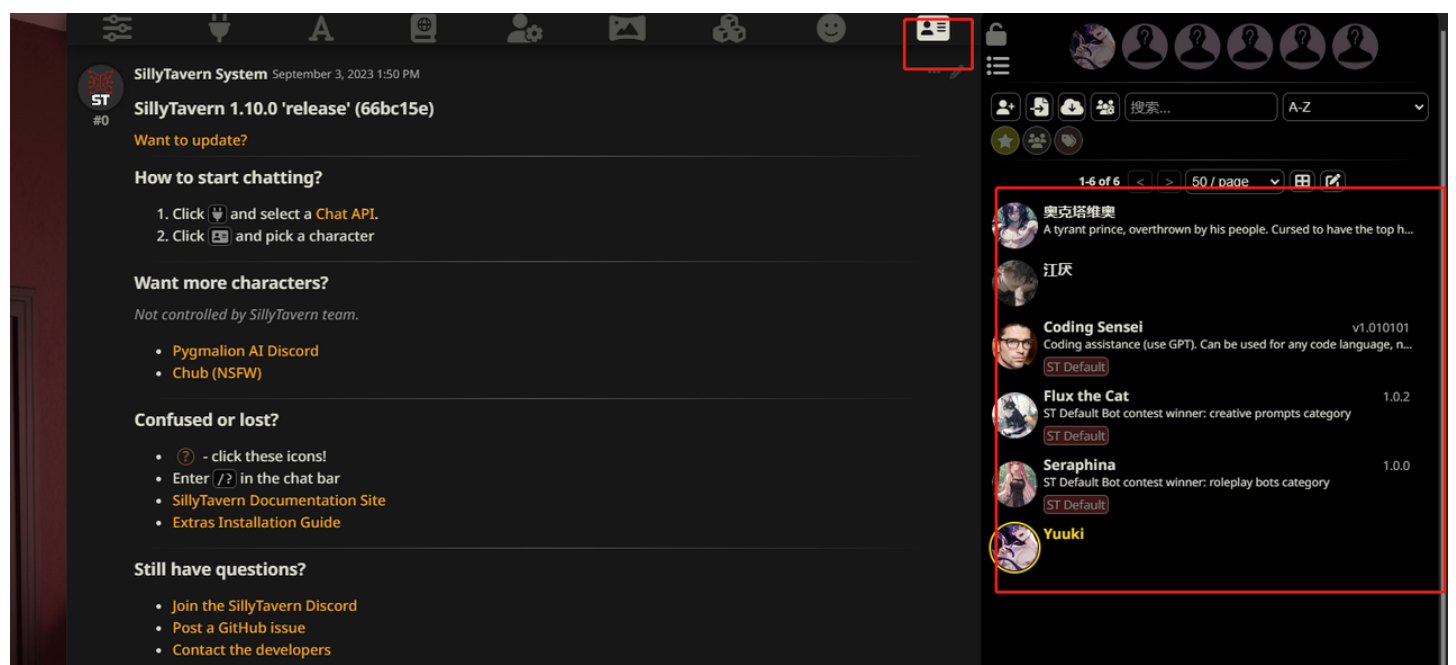 SillyTavern System September 3, 2023 1:50 PM
ST
#0
SillyTavern 1.10.0 'release' (66bc15e)
Want to update?
How to start chatting?
1. Click and select a Chat API.
2. Click and pick a character
Want more characters?
Not controlled by SillyTavern team.
• Pygmalion AI Discord
• Chub (NSFW)
Confused or lost?
• ? - click these icons!
• Enter /? in the chat bar
• SillyTavern Documentation Site
• Extras Installation Guide
Still have questions?
• Join the SillyTavern Discord
• Post a GitHub issue
• Contact the developers
搜索...
A-Z
1-6 of 6 < > 50 / page
奥克塔维奥
A tyrant prince, overthrown by his people. Cursed to have the top h...
江厌
Coding Sensei v1.010101
Coding assistance (use GPT). Can be used for any code language, n...
ST Default
Flux the Cat 1.0.2
ST Default Bot contest winner: creative prompts category
ST Default
Seraphina 1.0.0
ST Default Bot contest winner: roleplay bots category
ST Default
Yuuki